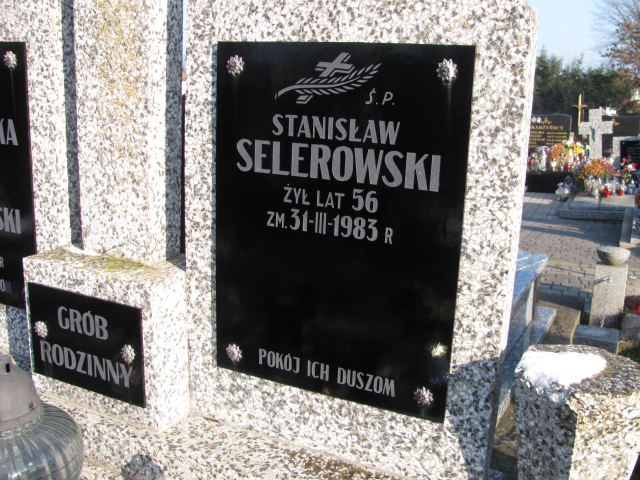 Ś.P.
STANISŁAW
SELEROWSKI
ŻYŁ LAT 56
ZM. 31-III-1983 R
POKÓJ ICH DUSZOM
GRÓB
RODZINNY